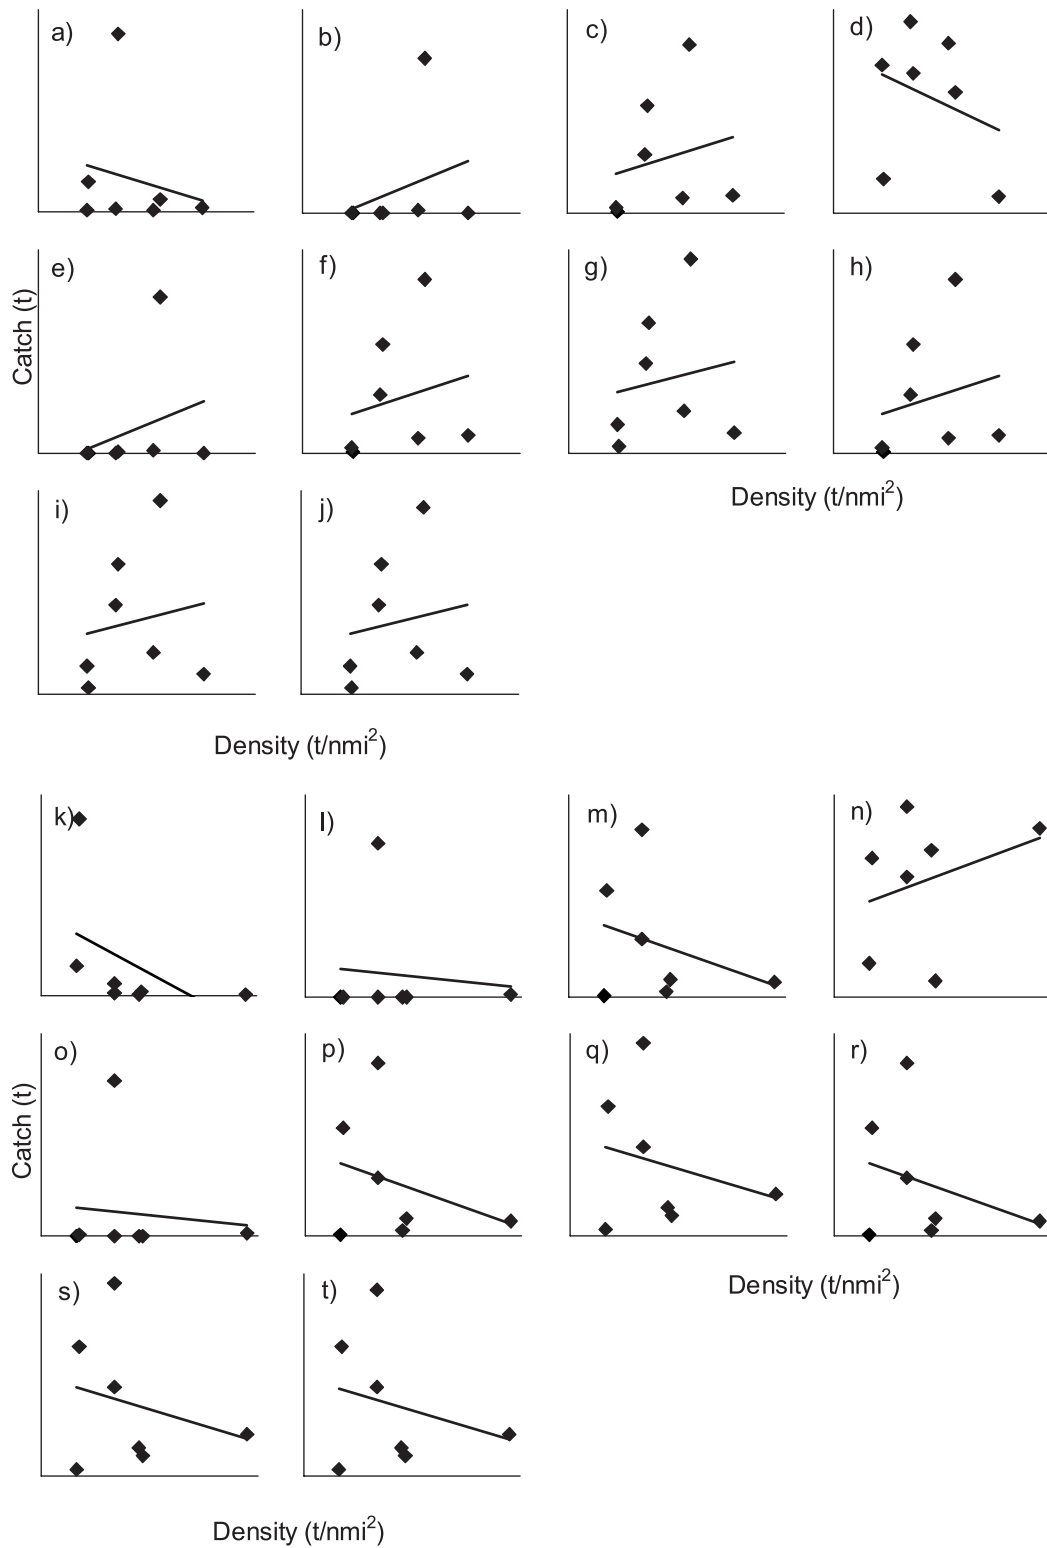 a)
b)
c)
d)
e)
f)
g)
h)
Catch (t)
Density (t/nmi²)
i)
j)
Density (t/nmi²)
k)
l)
m)
n)
o)
p)
q)
r)
Catch (t)
Density (t/nmi²)
s)
t)
Density (t/nmi²)